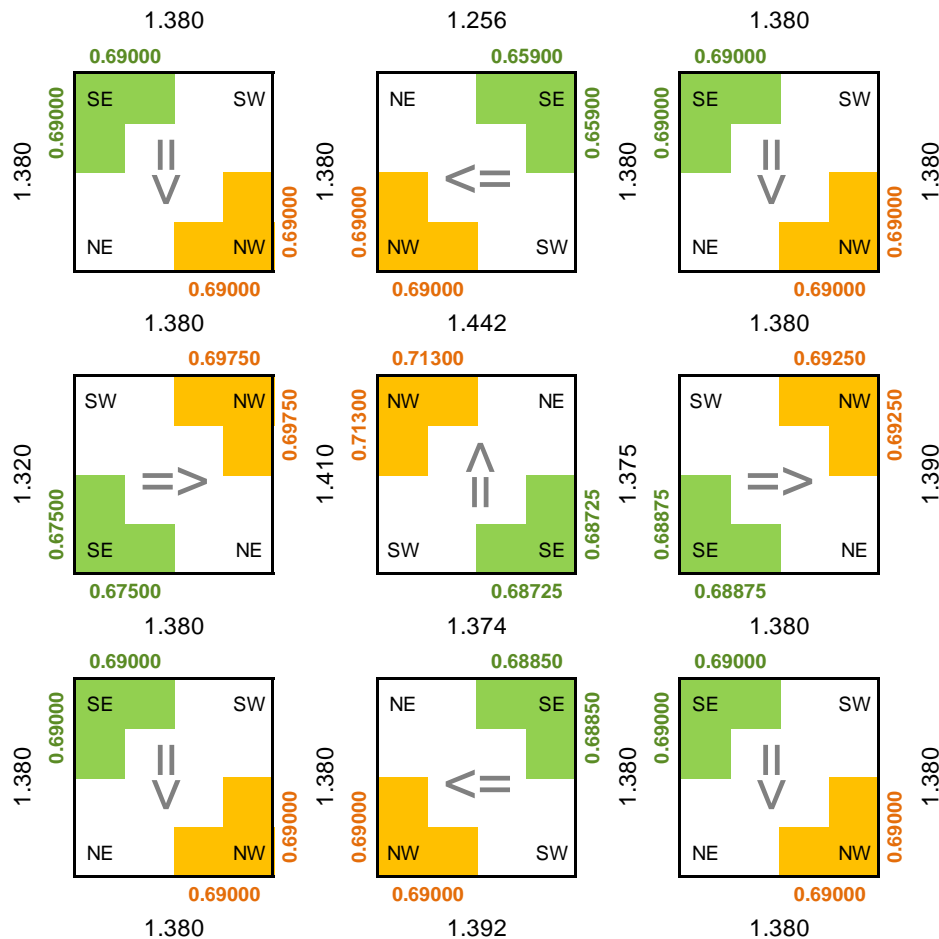 1.380 1.256 1.380
0.69000 0.65900 0.69000
SE SW NE SE SE SW
0.69000 0.65900 0.69000
1.380 1.380 1.380 1.380
<= <= <=
0.69000 0.69000 0.69000
NE NW NW SW NE NW
0.69000 0.69000 0.69000
1.380 1.442 1.380
0.69750 0.71300 0.69250
SW NW NW NE SW NW
0.69750 0.71300 0.69250
1.320 1.410 1.375 1.390
=> => =>
0.67500 0.68725 0.68875
SE NE SW SE SE NE
0.67500 0.68725 0.68875
1.380 1.374 1.380
0.69000 0.68850 0.69000
SE SW NE SE SE SW
0.69000 0.68850 0.69000
1.380 1.380 1.380 1.380
=> <= =>
0.69000 0.69000 0.69000
NE NW NW SW NE NW
0.69000 0.69000 0.69000
1.380 1.392 1.380